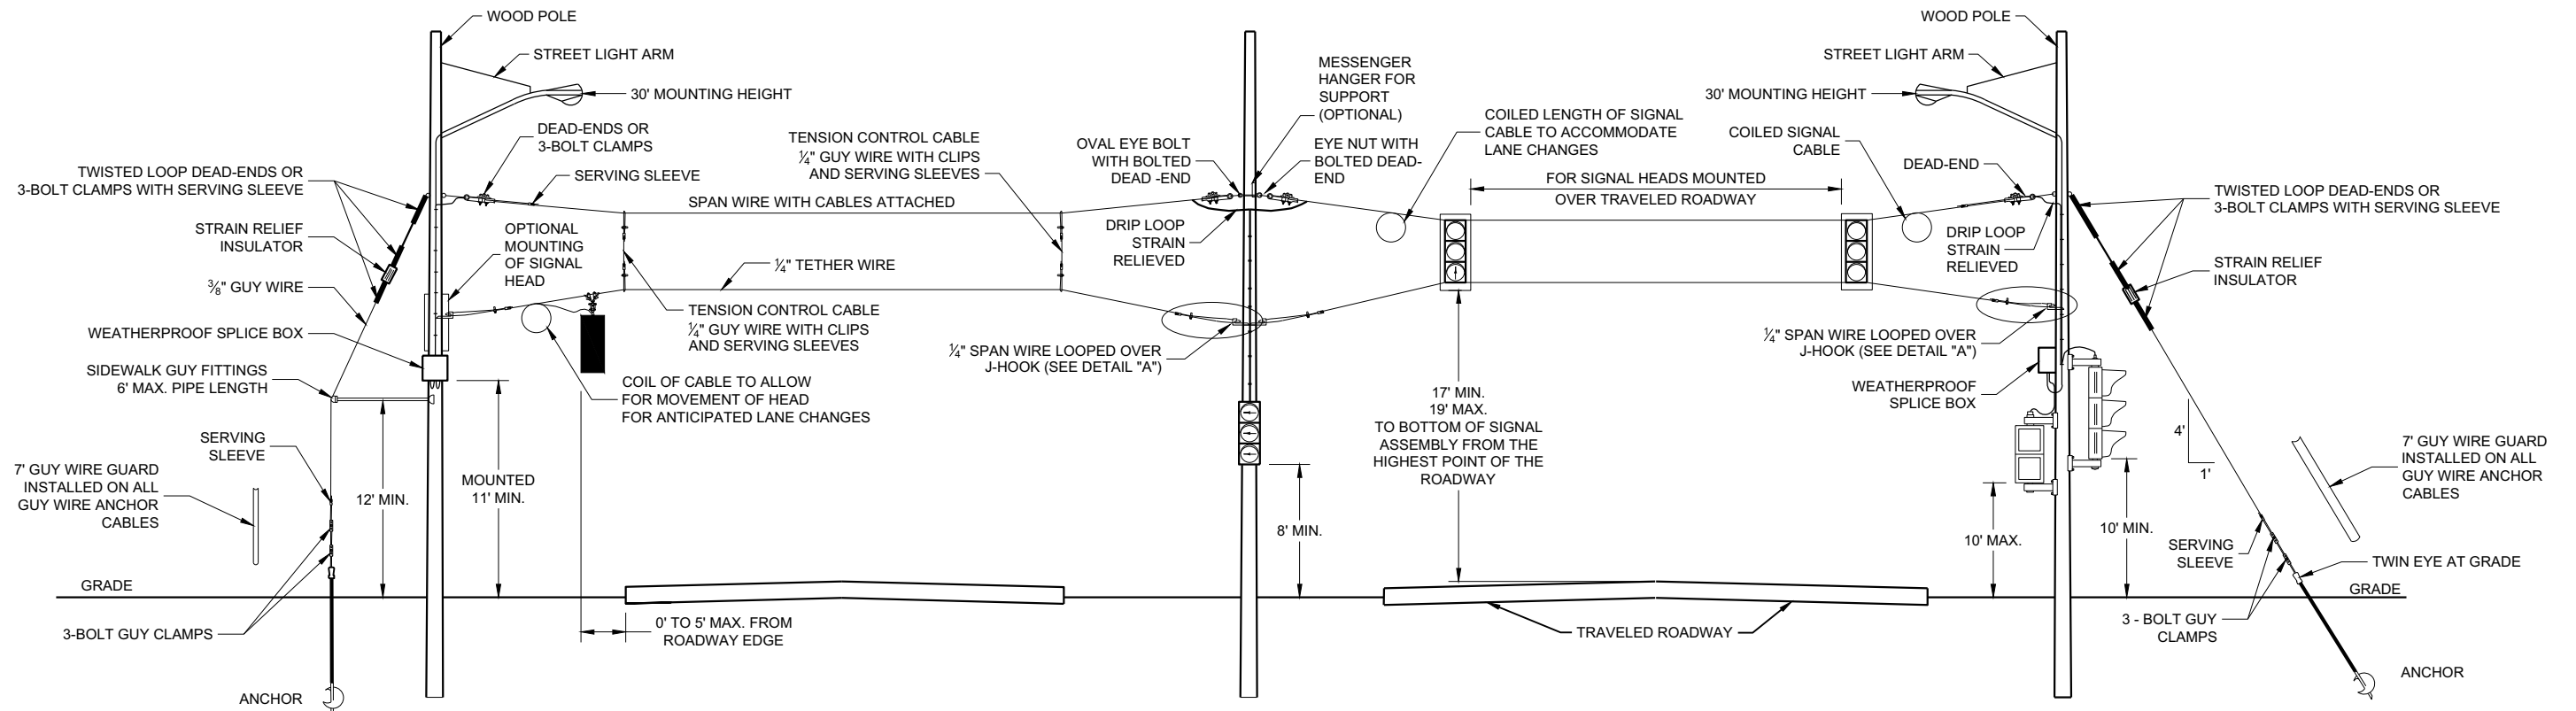 WOOD POLE
STREET LIGHT ARM
30' MOUNTING HEIGHT
DEAD-ENDS OR
3-BOLT CLAMPS
SERVING SLEEVE
TWISTED LOOP DEAD-ENDS OR
3-BOLT CLAMPS WITH SERVING SLEEVE
STRAIN RELIEF
INSULATOR
3/8" GUY WIRE
WEATHERPROOF SPLICE BOX
SIDEWALK GUY FITTINGS
6' MAX. PIPE LENGTH
SERVING
SLEEVE
7' GUY WIRE GUARD
INSTALLED ON ALL
GUY WIRE ANCHOR
CABLES
GRADE
3-BOLT GUY CLAMPS
ANCHOR
12' MIN.
MOUNTED
11' MIN.
OPTIONAL
MOUNTING
OF SIGNAL
HEAD
TENSION CONTROL CABLE
1/4" GUY WIRE WITH CLIPS
AND SERVING SLEEVES
SPAN WIRE WITH CABLES ATTACHED
1/4" TETHER WIRE
TENSION CONTROL CABLE
1/4" GUY WIRE WITH CLIPS
AND SERVING SLEEVES
COIL OF CABLE TO ALLOW
FOR MOVEMENT OF HEAD
FOR ANTICIPATED LANE CHANGES
0' TO 5' MAX. FROM
ROADWAY EDGE
MESSENGER
HANGER FOR
SUPPORT
(OPTIONAL)
OVAL EYE BOLT
WITH BOLTED
DEAD -END
EYE NUT WITH
BOLTED DEAD-
END
DRIP LOOP
STRAIN
RELIEVED
1/4" SPAN WIRE LOOPED OVER
J-HOOK (SEE DETAIL "A")
8' MIN.
COILED LENGTH OF SIGNAL
CABLE TO ACCOMMODATE
LANE CHANGES
FOR SIGNAL HEADS MOUNTED
OVER TRAVELED ROADWAY
17' MIN.
19' MAX.
TO BOTTOM OF SIGNAL
ASSEMBLY FROM THE
HIGHEST POINT OF THE
ROADWAY
TRAVELED ROADWAY
WOOD POLE
STREET LIGHT ARM
30' MOUNTING HEIGHT
COILED SIGNAL
CABLE
DEAD-END
DRIP LOOP
STRAIN
RELIEVED
1/4" SPAN WIRE LOOPED OVER
J-HOOK (SEE DETAIL "A")
WEATHERPROOF
SPLICE BOX
10' MAX.
10' MIN.
TWISTED LOOP DEAD-ENDS OR
3-BOLT CLAMPS WITH SERVING SLEEVE
STRAIN RELIEF
INSULATOR
4'
1'
7' GUY WIRE GUARD
INSTALLED ON ALL
GUY WIRE ANCHOR
CABLES
SERVING
SLEEVE
TWIN EYE AT GRADE
GRADE
3 - BOLT GUY
CLAMPS
ANCHOR